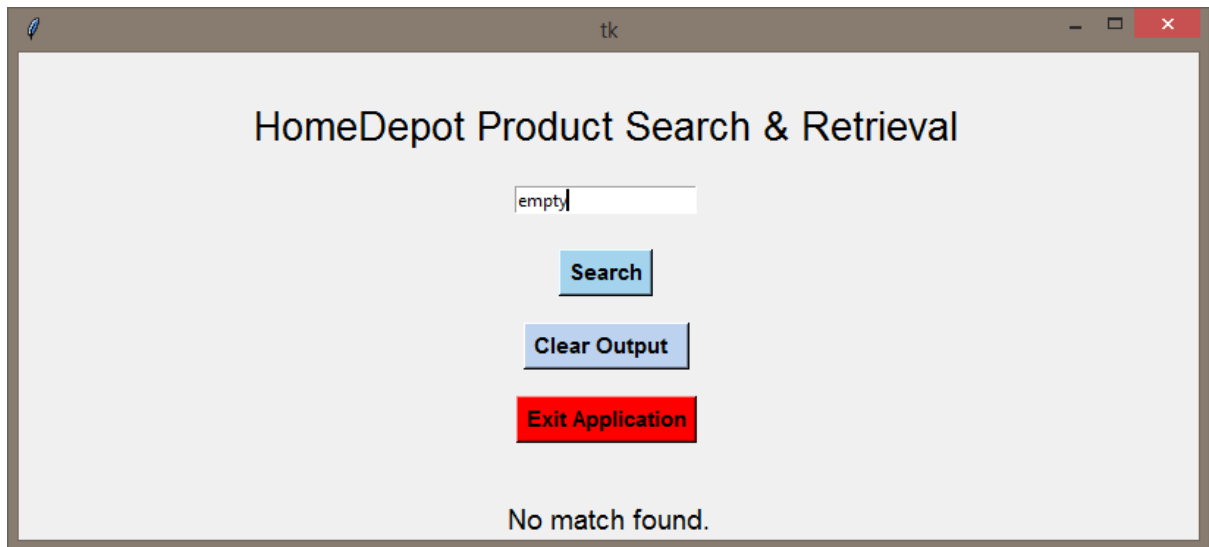 tk
HomeDepot Product Search & Retrieval
empty
Search
Clear Output
Exit Application
No match found.